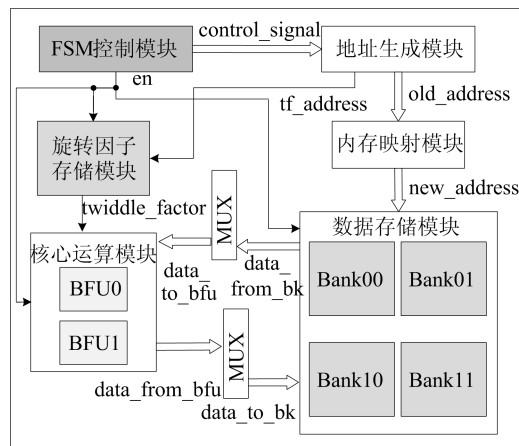 FSM控制模块
control_signal
地址生成模块
en
tf_address
old_address
旋转因子
存储模块
内存映射模块
new_address
twiddle_factor
MUX
数据存储模块
核心运算模块
data_
to_bfu
data_
from_bk
Bank00
Bank01
BFU0
BFU1
MUX
Bank10
Bank11
data_from_bfu
data_to_bk